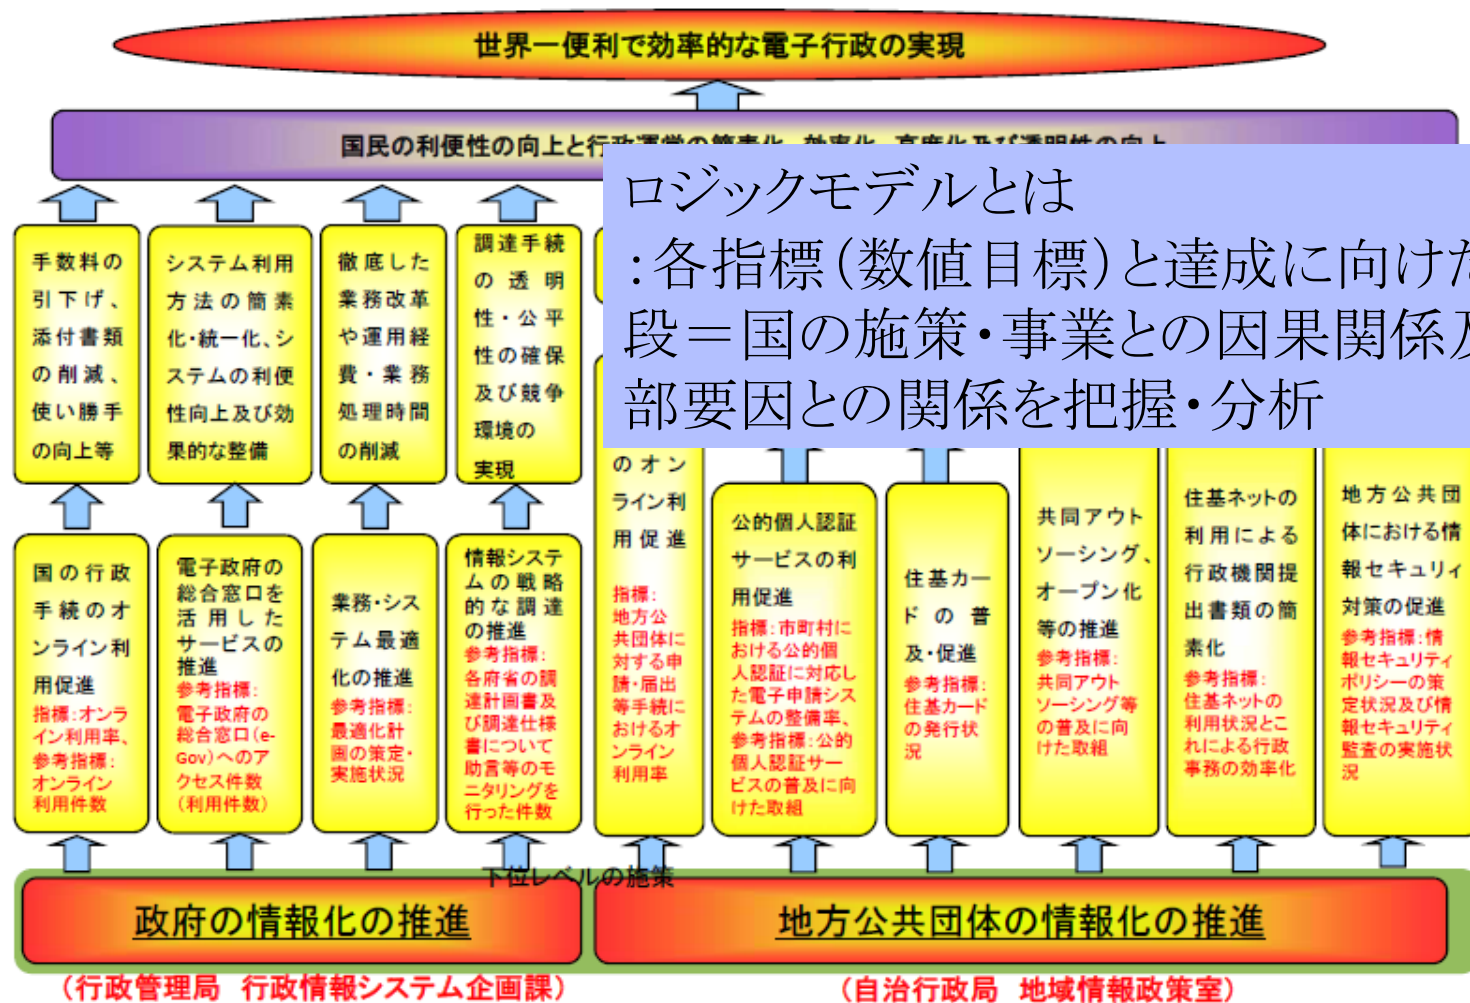 世界一便利で効率的な電子行政の実現
国民の利便性の向上と行政運営の簡素化、効率化、高度化及び透明性の向上
ロジックモデルとは
：各指標（数値目標）と達成に向けた
段＝国の施策・事業との因果関係及
部要因との関係を把握・分析
手数料の
引下げ、
添付書類
の削減、
使い勝手
の向上等
システム利用
方法の簡素
化・統一化、シ
ステムの利便
性向上及び効
果的な整備
徹底した
業務改革
や運用経
費・業務
処理時間
の削減
調達手続
の透明
性・公平
性の確保
及び競争
環境の
実現
国の行政
手続のオ
ンライン利
用促進
指標：オンラ
イン利用率、
参考指標：
オンライン
利用件数
電子政府の
総合窓口を
活用した
サービスの
推進
参考指標：
電子政府の
総合窓口（e-
Gov）へのア
クセス件数
（利用件数）
業務・シス
テム最適
化の推進
参考指標：
最適化計
画の策定・
実施状況
情報システ
ムの戦略
的な調達
の推進
参考指標：
各府省の調
達計画書及
び調達仕様
書について
助言等のモ
ニタリングを
行った件数
のオン
ライン利
用促進
指標：
地方公
共団体に
対する申
請・届出
等手続に
おけるオ
ンライン
利用率
公的個人認証
サービスの利
用促進
指標：市町村に
おける公的個
人認証に対応し
た電子申請シス
テムの整備率、
参考指標：公的
個人認証サー
ビスの普及に向
けた取組
住基カー
ドの普
及・促進
参考指標：
住基カード
の発行状
況
共同アウト
ソーシング、
オープン化
等の推進
参考指標：
共同アウト
ソーシング等
の普及に向
けた取組
住基ネットの
利用による
行政機関提
出書類の簡
素化
参考指標：
住基ネットの
利用状況とこ
れによる行政
事務の効率化
地方公共団
体における情
報セキュリィ
対策の促進
参考指標：情
報セキュリティ
ポリシーの策
定状況及び情
報セキュリティ
監査の実施状
況
下位レベルの施策
政府の情報化の推進
地方公共団体の情報化の推進
（行政管理局　行政情報システム企画課）
（自治行政局　地域情報政策室）